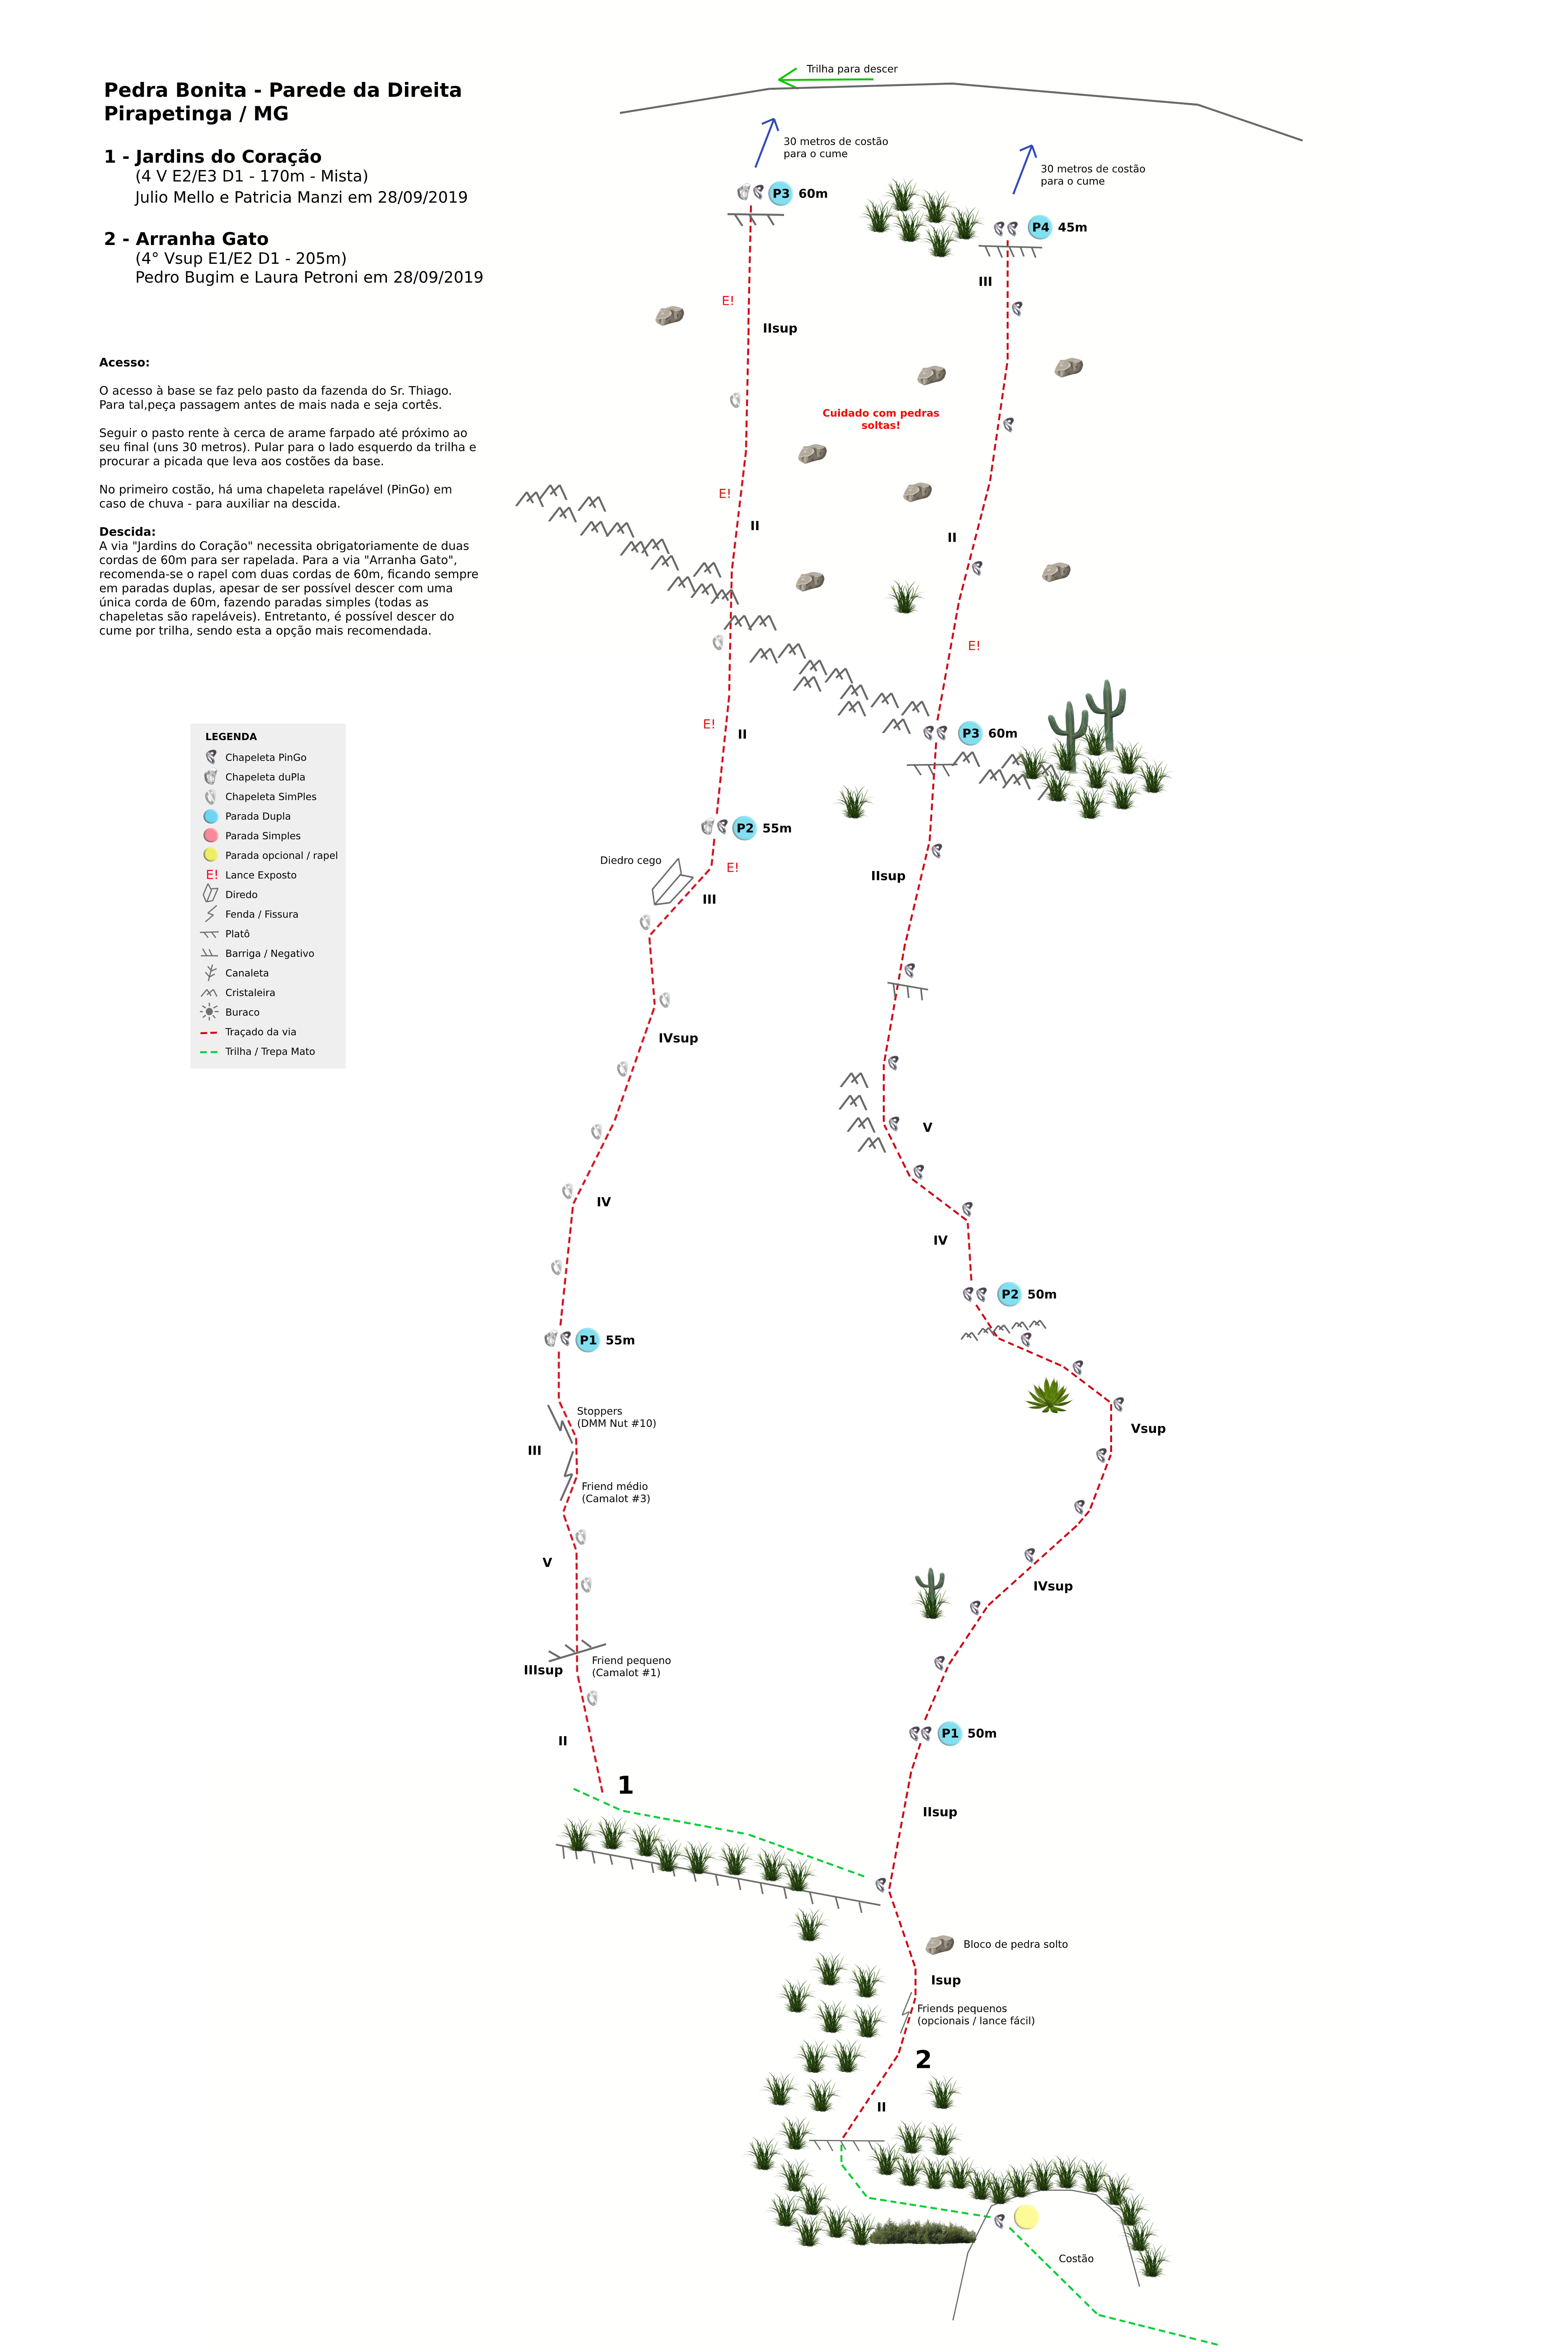 Trilha para descer
Pedra Bonita - Parede da Direita
Pirapetinga / MG
1 - Jardins do Coração
(4 V E2/E3 D1 - 170m - Mista)
Julio Mello e Patricia Manzi em 28/09/2019
2 - Arranha Gato
(4° Vsup E1/E2 D1 - 205m)
Pedro Bugim e Laura Petroni em 28/09/2019
Acesso:
O acesso à base se faz pelo pasto da fazenda do Sr. Thiago.
Para tal,peça passagem antes de mais nada e seja cortês.
Seguir o pasto rente à cerca de arame farpado até próximo ao
seu final (uns 30 metros). Pular para o lado esquerdo da trilha e
procurar a picada que leva aos costões da base.
No primeiro costão, há uma chapeleta rapelável (PinGo) em
caso de chuva - para auxiliar na descida.
Descida:
A via "Jardins do Coração" necessita obrigatoriamente de duas
cordas de 60m para ser rapelada. Para a via "Arranha Gato",
recomenda-se o rapel com duas cordas de 60m, ficando sempre
em paradas duplas, apesar de ser possível descer com uma
única corda de 60m, fazendo paradas simples (todas as
chapeletas são rapeláveis). Entretanto, é possível descer do
cume por trilha, sendo esta a opção mais recomendada.
LEGENDA
Chapeleta PinGo
Chapeleta duPla
Chapeleta SimPles
Parada Dupla
Parada Simples
Parada opcional / rapel
E! Lance Exposto
Diredo
Fenda / Fissura
Platô
Barriga / Negativo
Canaleta
Cristaleira
Buraco
Traçado da via
Trilha / Trepa Mato
30 metros de costão
para o cume
P3 60m
E!
IIsup
E!
II
E!
II
P2 55m
E!
Diedro cego
III
IVsup
IV
P1 55m
Stoppers
(DMM Nut #10)
III
Friend médio
(Camalot #3)
V
Friend pequeno
(Camalot #1)
IIIsup
II
1
30 metros de costão
para o cume
P4 45m
III
Cuidado com pedras
soltas!
II
E!
P3 60m
IIsup
V
IV
P2 50m
Vsup
IVsup
P1 50m
IIsup
Bloco de pedra solto
Isup
Friends pequenos
(opcionais / lance fácil)
2
II
Costão